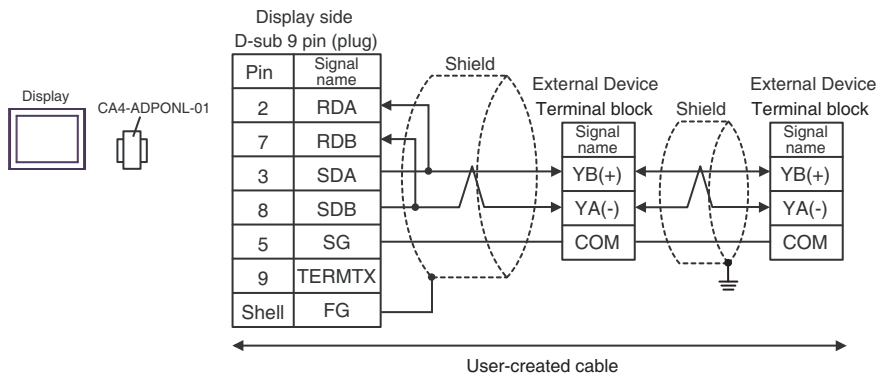 Display side
D-sub 9 pin (plug)
Display
CA4-ADPONL-01
Pin
Signal name
2 RDA
7 RDB
3 SDA
8 SDB
5 SG
9 TERMTX
Shell FG
Shield
External Device
Terminal block
Signal name
YB(+)
YA(-)
COM
Shield
External Device
Terminal block
Signal name
YB(+)
YA(-)
COM
User-created cable